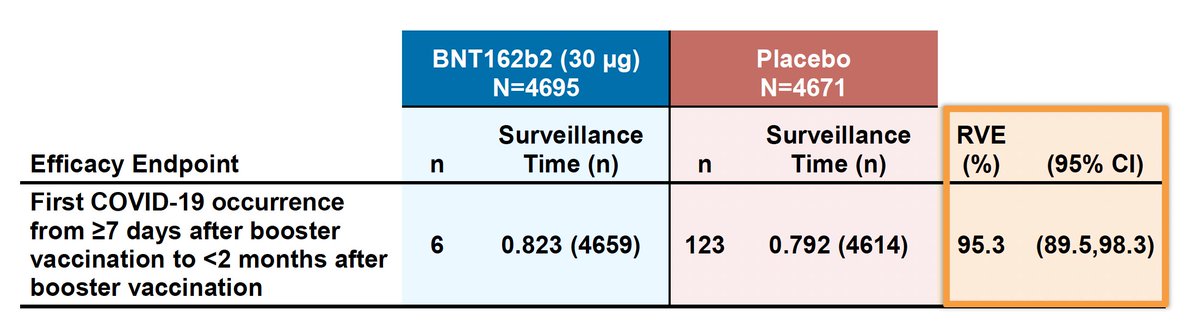 BNT162b2 (30 µg)
N=4695
Placebo
N=4671
Efficacy Endpoint
n
Surveillance
Time (n)
n
Surveillance
Time (n)
RVE
(%)
(95% CI)
First COVID-19 occurrence
from ≥7 days after booster
vaccination to <2 months after
booster vaccination
6
0.823 (4659)
123
0.792 (4614)
95.3
(89.5,98.3)